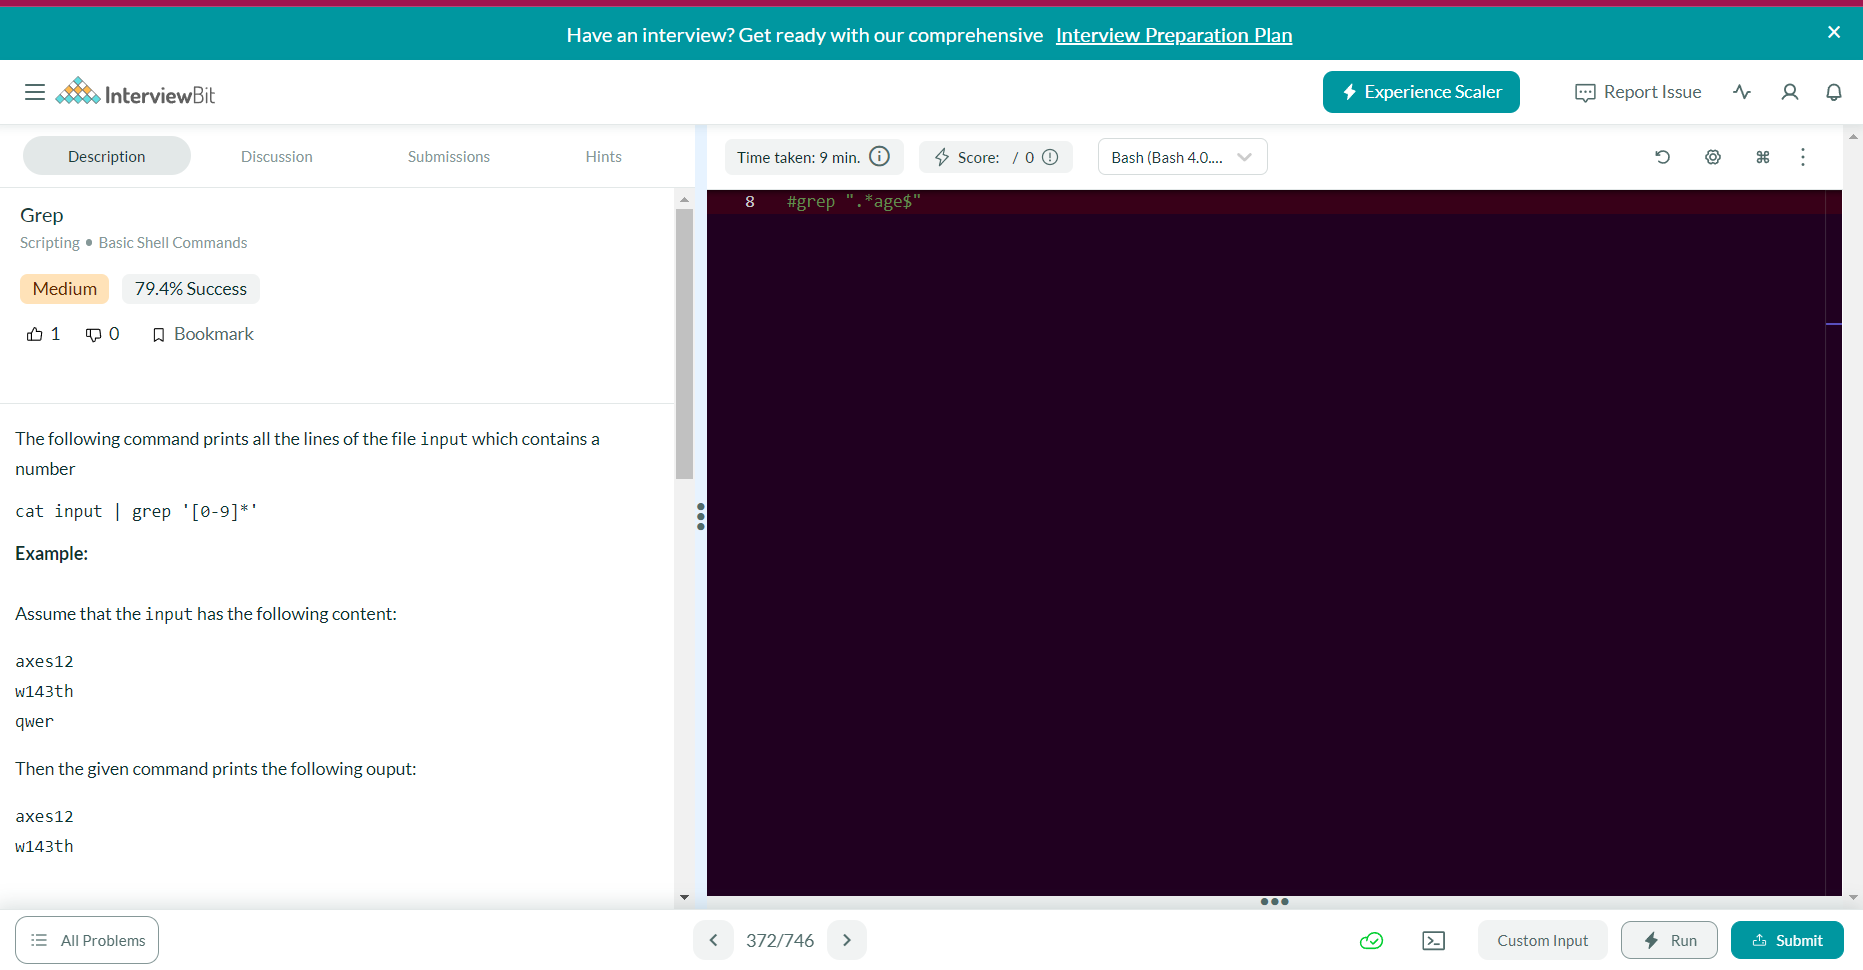 Have an interview? Get ready with our comprehensive Interview Preparation Plan
InterviewBit
Experience Scaler
Report Issue
Description
Discussion
Submissions
Hints
Time taken: 9 min.
Score: / 0
Bash (Bash 4.0....
Grep
Scripting • Basic Shell Commands
Medium
79.4% Success
1
0
Bookmark
The following command prints all the lines of the file input which contains a
number
cat input | grep '[0-9]*'
Example:
Assume that the input has the following content:
axes12
w143th
qwer
Then the given command prints the following ouput:
axes12
w143th
8 #grep ".*age$"
All Problems
372/746
Custom Input
Run
Submit